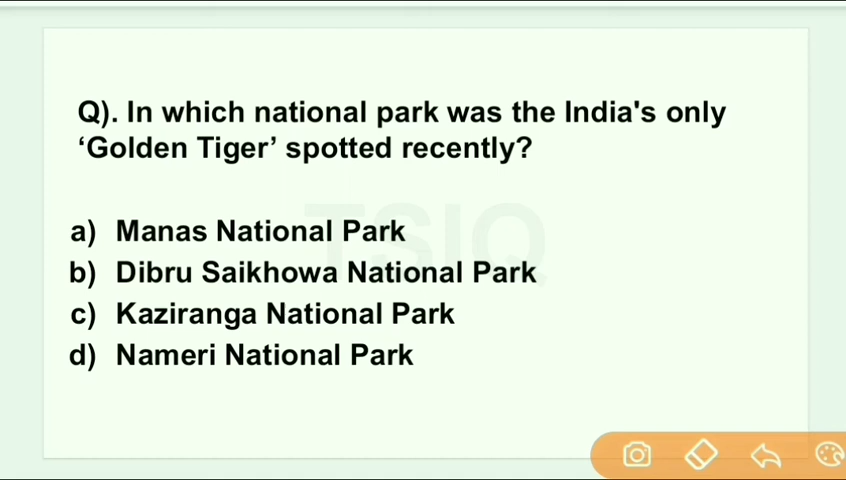 Q). In which national park was the India's only
‘Golden Tiger’ spotted recently?
TSIQ
a) Manas National Park
b) Dibru Saikhowa National Park
c) Kaziranga National Park
d) Nameri National Park